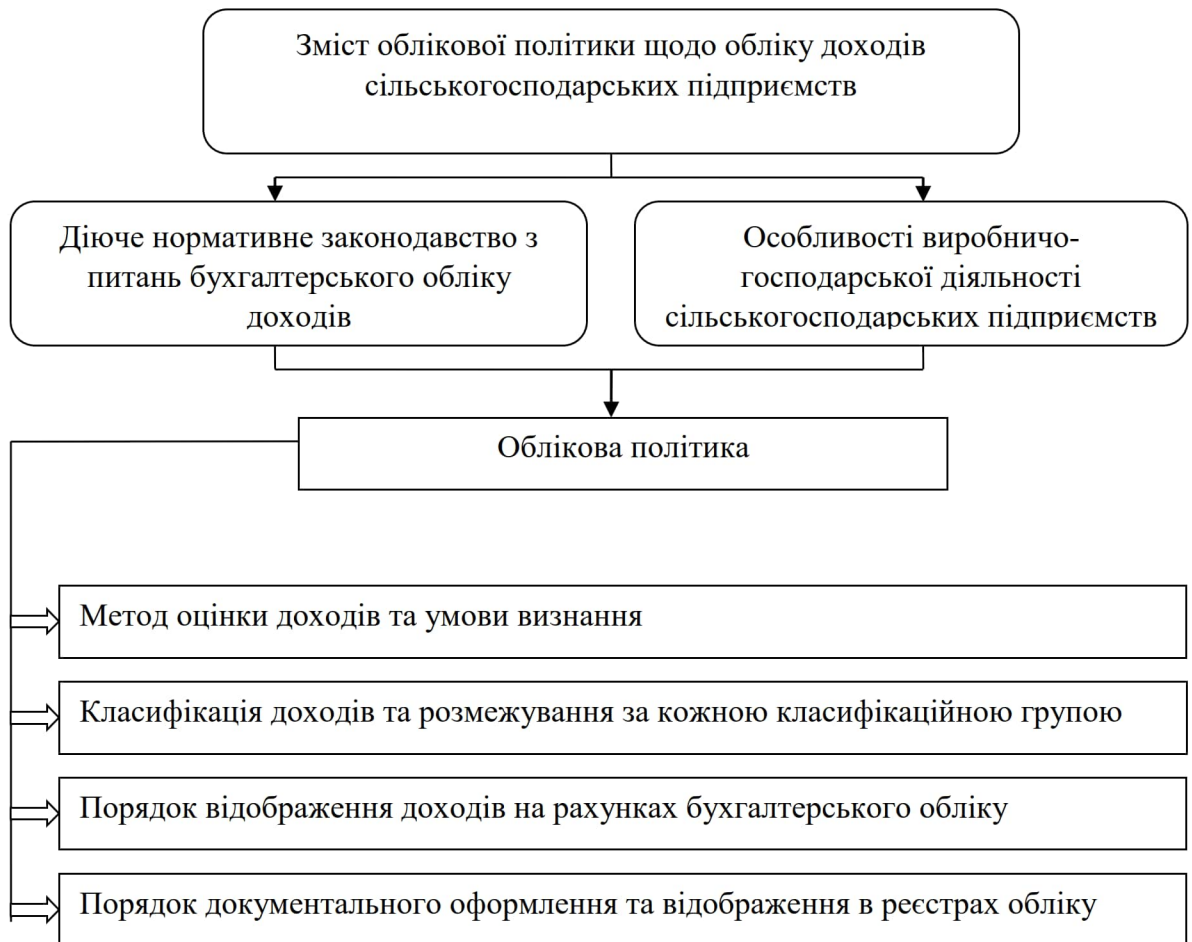 Зміст облікової політики щодо обліку доходів
сільськогосподарських підприємств
Діюче нормативне законодавство з
питань бухгалтерського обліку
доходів
Особливості виробничо-
господарської діяльності
сільськогосподарських підприємств
Облікова політика
Метод оцінки доходів та умови визнання
Класифікація доходів та розмежування за кожною класифікаційною групою
Порядок відображення доходів на рахунках бухгалтерського обліку
Порядок документального оформлення та відображення в реєстрах обліку